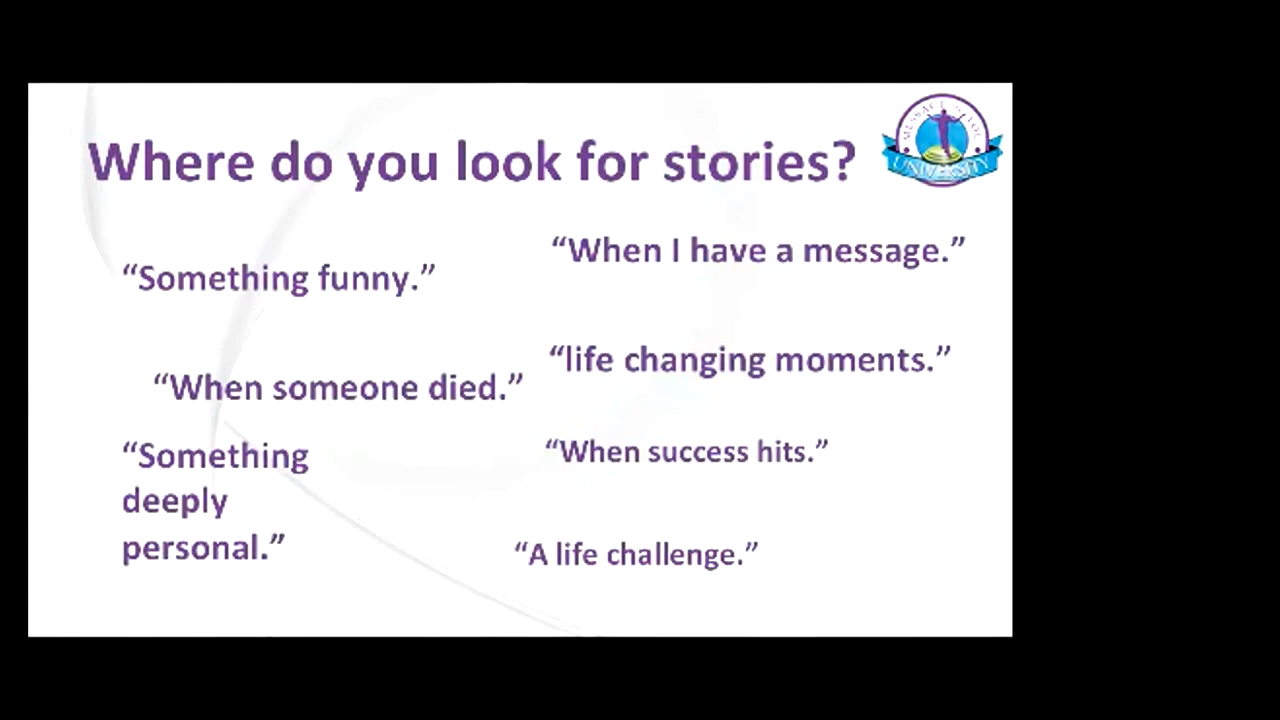 Where do you look for stories?
UNIVERSITY
“When I have a message.”
“Something funny.”
“life changing moments.”
“When someone died.”
“Something
deeply
personal.”
“When success hits.”
“A life challenge.”